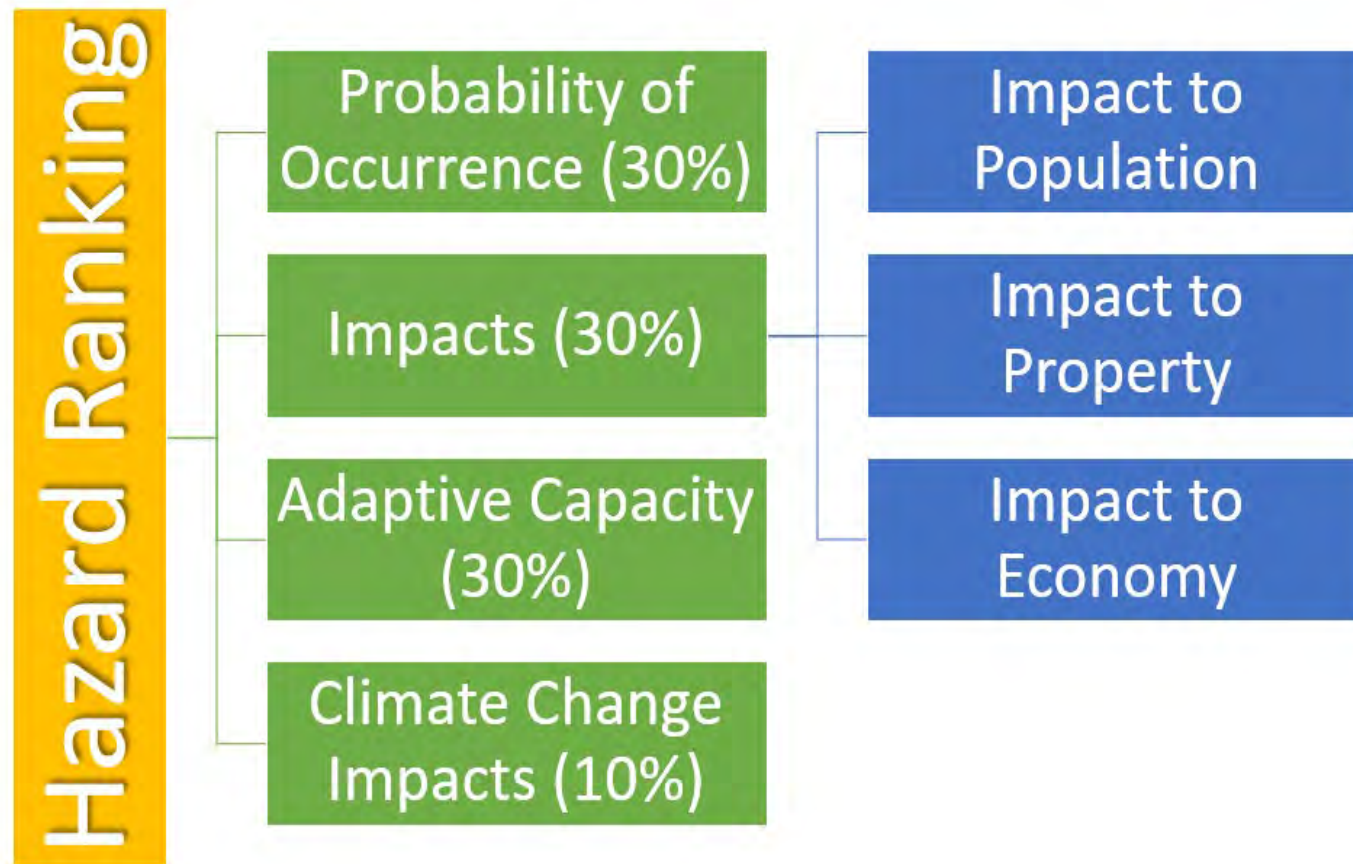 Hazard Ranking
Probability of
Occurrence (30%)
Impacts (30%)
Adaptive Capacity
(30%)
Climate Change
Impacts (10%)
Impact to
Population
Impact to
Property
Impact to
Economy